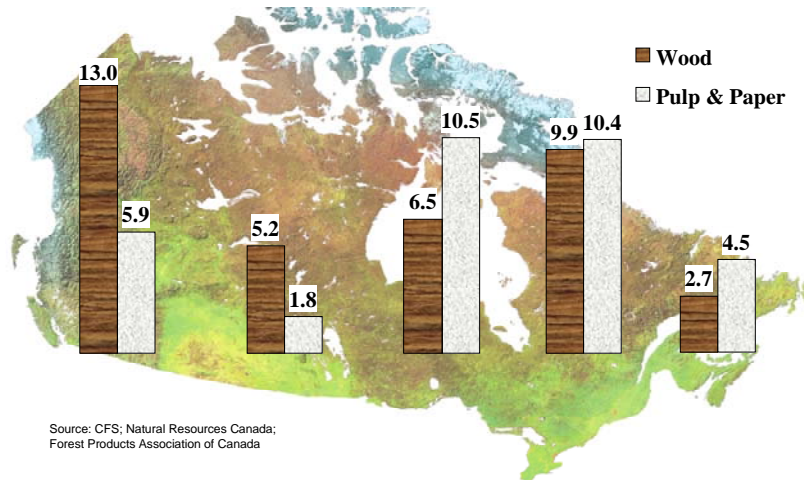 13.0
5.9
5.2
1.8
6.5
10.5
9.9
10.4
2.7
4.5
Wood
Pulp & Paper
Source: CFS; Natural Resources Canada;
Forest Products Association of Canada